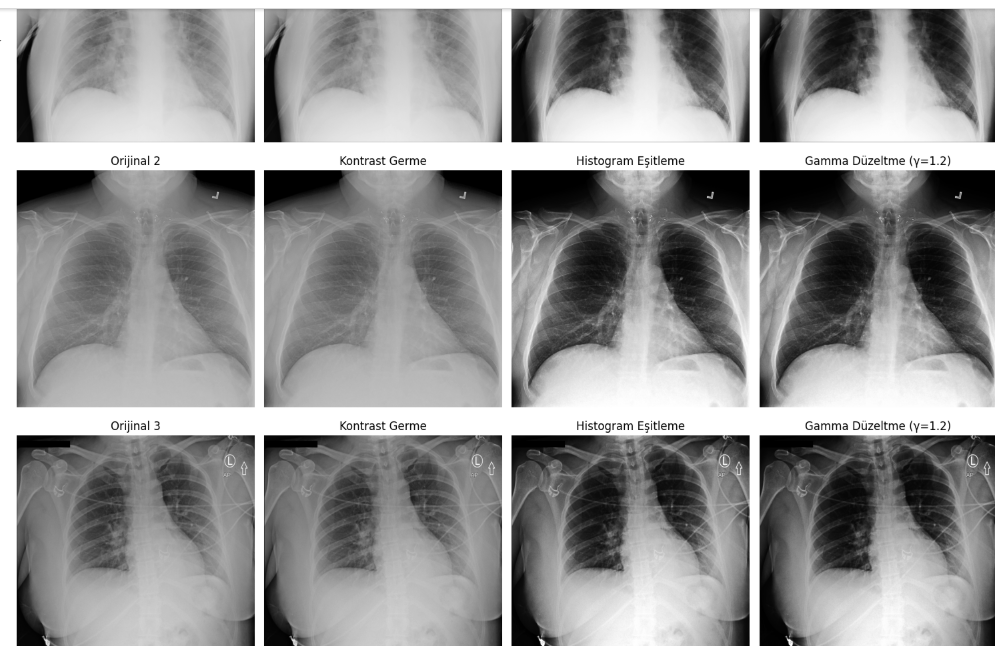 Orijinal 2
Kontrast Germe
Histogram Eşitleme
Gamma Düzeltme (γ=1.2)
L
L
L
L
Orijinal 3
Kontrast Germe
Histogram Eşitleme
Gamma Düzeltme (γ=1.2)
L
L
L
L